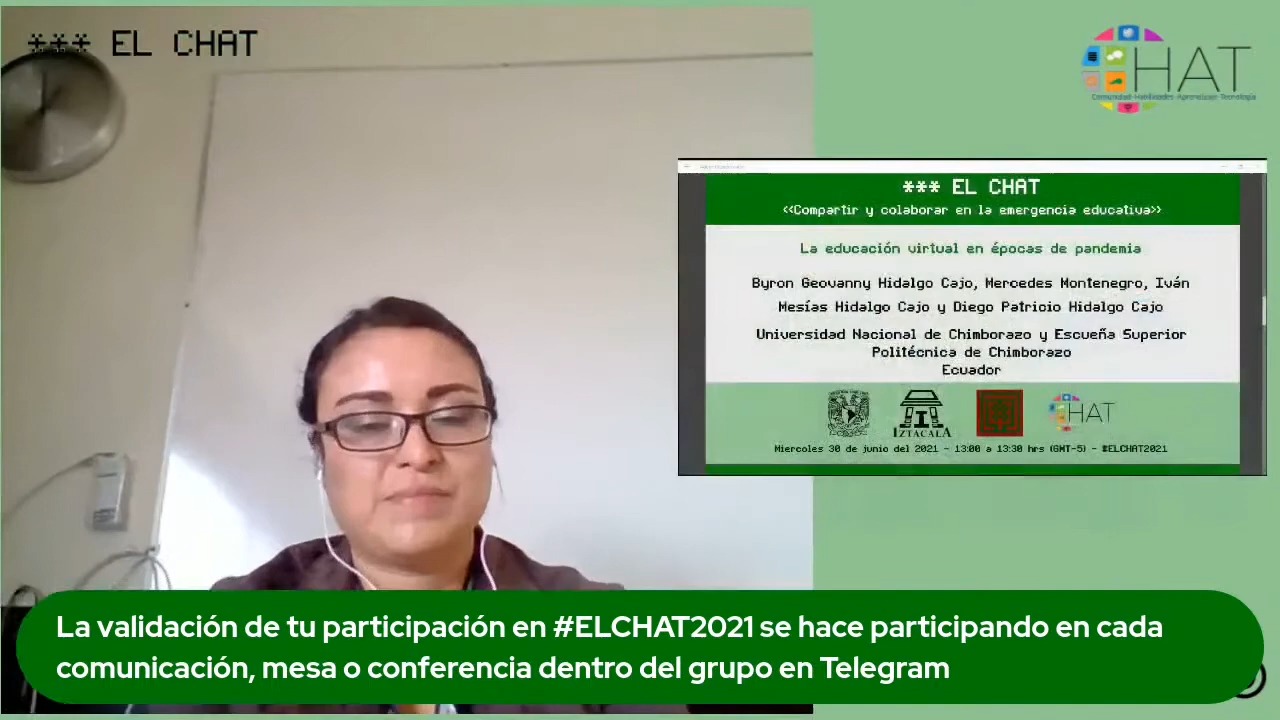 *** EL CHAT
HAT
Comunidad Habilidades Aprendizaje Tecnología
*** EL CHAT
<<Compartir y colaborar en la emergencia educativa>>
La educación virtual en épocas de pandemia
Byron Geovanny Hidalgo Cajo, Mercedes Montenegro, Iván
Mesías Hidalgo Cajo y Diego Patricio Hidalgo Cajo
Universidad Nacional de Chimborazo y Escueña Superior
Politécnica de Chimborazo
Ecuador
IZTACALA
HAT
Miercoles 30 de junio del 2021 - 13:00 a 13:30 hrs (GMT-5) - #ELCHAT2021
La validación de tu participación en #ELCHAT2021 se hace participando en cada
comunicación, mesa o conferencia dentro del grupo en Telegram